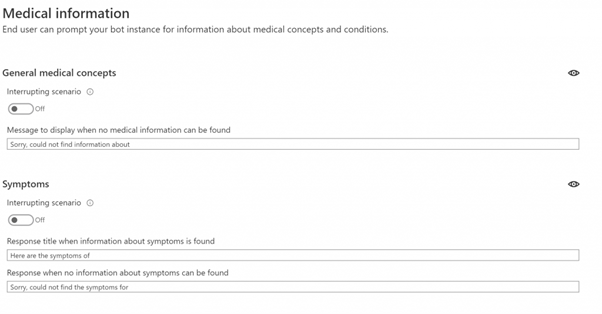 Medical information
End user can prompt your bot instance for information about medical concepts and conditions.
General medical concepts
Interrupting scenario
Off
Message to display when no medical information can be found
Sorry, could not find information about
Symptoms
Interrupting scenario
Off
Response title when information about symptoms is found
Here are the symptoms of
Response when no information about symptoms can be found
Sorry, could not find the symptoms for